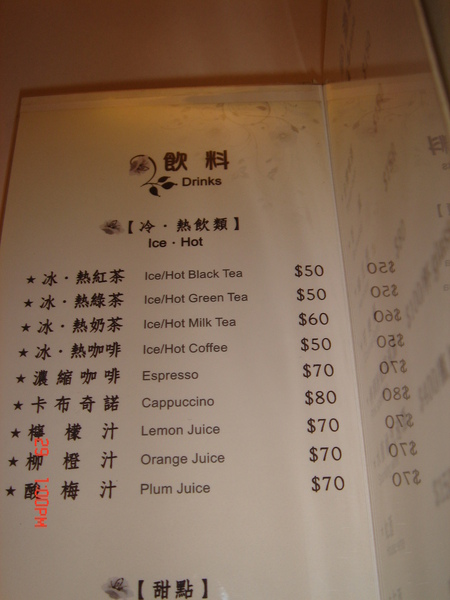 飲料
Drinks
【冷·熱飲類】
Ice · Hot
★ 冰·熱紅茶 Ice/Hot Black Tea $50
★ 冰·熱綠茶 Ice/Hot Green Tea $50
★ 冰·熱奶茶 Ice/Hot Milk Tea $60
★ 冰·熱咖啡 Ice/Hot Coffee $50
★ 濃縮咖啡 Espresso $70
★ 卡布奇諾 Cappuccino $80
★ 檸檬汁 Lemon Juice $70
★ 柳橙汁 Orange Juice $70
★ 酸梅汁 Plum Juice $70
【甜點】
29 1:00PM